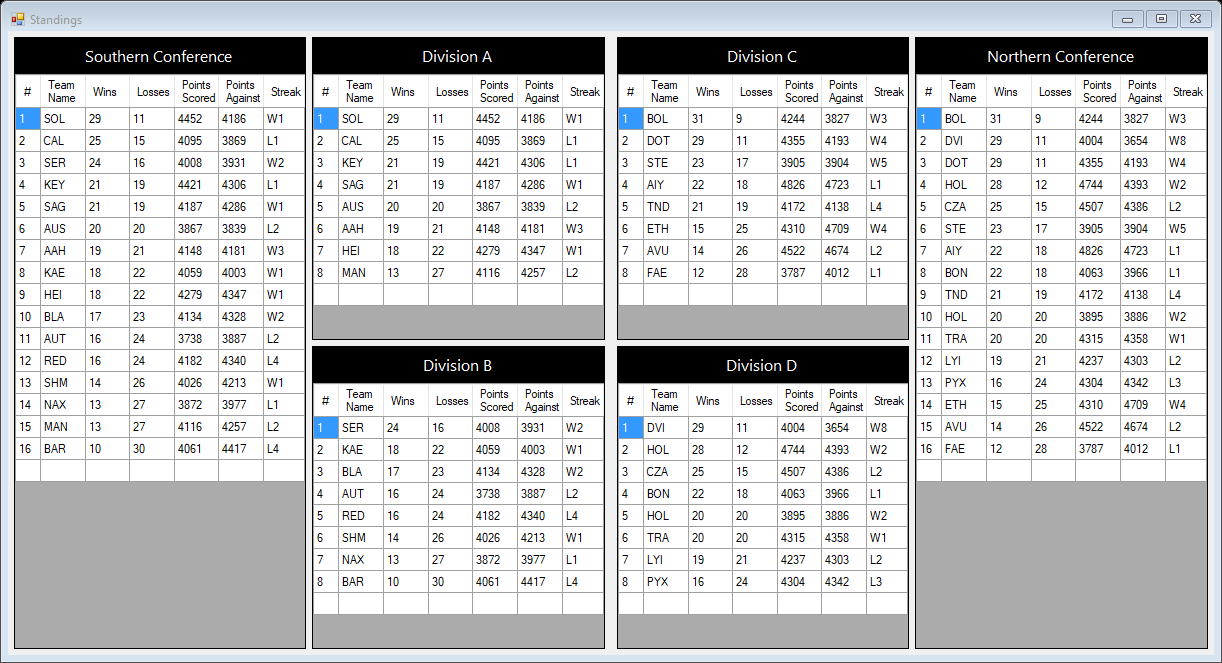 Standings
Southern Conference
# Team Name Wins Losses Points Scored Points Against Streak
1 SOL 29 11 4452 4186 W1
2 CAL 25 15 4095 3869 L1
3 SER 24 16 4008 3931 W2
4 KEY 21 19 4421 4306 L1
5 SAG 21 19 4187 4286 W1
6 AUS 20 20 3867 3839 L2
7 AAH 19 21 4148 4181 W3
8 KAE 18 22 4059 4003 W1
9 HEI 18 22 4279 4347 W1
10 BLA 17 23 4134 4328 W2
11 AUT 16 24 3738 3887 L2
12 RED 16 24 4182 4340 L4
13 SHM 14 26 4026 4213 W1
14 NAX 13 27 3872 3977 L1
15 MAN 13 27 4116 4257 L2
16 BAR 10 30 4061 4417 L4
Division A
# Team Name Wins Losses Points Scored Points Against Streak
1 SOL 29 11 4452 4186 W1
2 CAL 25 15 4095 3869 L1
3 KEY 21 19 4421 4306 L1
4 SAG 21 19 4187 4286 W1
5 AUS 20 20 3867 3839 L2
6 AAH 19 21 4148 4181 W3
7 HEI 18 22 4279 4347 W1
8 MAN 13 27 4116 4257 L2
Division B
# Team Name Wins Losses Points Scored Points Against Streak
1 SER 24 16 4008 3931 W2
2 KAE 18 22 4059 4003 W1
3 BLA 17 23 4134 4328 W2
4 AUT 16 24 3738 3887 L2
5 RED 16 24 4182 4340 L4
6 SHM 14 26 4026 4213 W1
7 NAX 13 27 3872 3977 L1
8 BAR 10 30 4061 4417 L4
Division C
# Team Name Wins Losses Points Scored Points Against Streak
1 BOL 31 9 4244 3827 W3
2 DOT 29 11 4355 4193 W4
3 STE 23 17 3905 3904 W5
4 AIY 22 18 4826 4723 L1
5 TND 21 19 4172 4138 L4
6 ETH 15 25 4310 4709 W4
7 AVU 14 26 4522 4674 L2
8 FAE 12 28 3787 4012 L1
Division D
# Team Name Wins Losses Points Scored Points Against Streak
1 DVI 29 11 4004 3654 W8
2 HOL 28 12 4744 4393 W2
3 CZA 25 15 4507 4386 L2
4 BON 22 18 4063 3966 L1
5 HOL 20 20 3895 3886 W2
6 TRA 20 20 4315 4358 W1
7 LYI 19 21 4237 4303 L2
8 PYX 16 24 4304 4342 L3
Northern Conference
# Team Name Wins Losses Points Scored Points Against Streak
1 BOL 31 9 4244 3827 W3
2 DVI 29 11 4004 3654 W8
3 DOT 29 11 4355 4193 W4
4 HOL 28 12 4744 4393 W2
5 CZA 25 15 4507 4386 L2
6 STE 23 17 3905 3904 W5
7 AIY 22 18 4826 4723 L1
8 BON 22 18 4063 3966 L1
9 TND 21 19 4172 4138 L4
10 HOL 20 20 3895 3886 W2
11 TRA 20 20 4315 4358 W1
12 LYI 19 21 4237 4303 L2
13 PYX 16 24 4304 4342 L3
14 ETH 15 25 4310 4709 W4
15 AVU 14 26 4522 4674 L2
16 FAE 12 28 3787 4012 L1